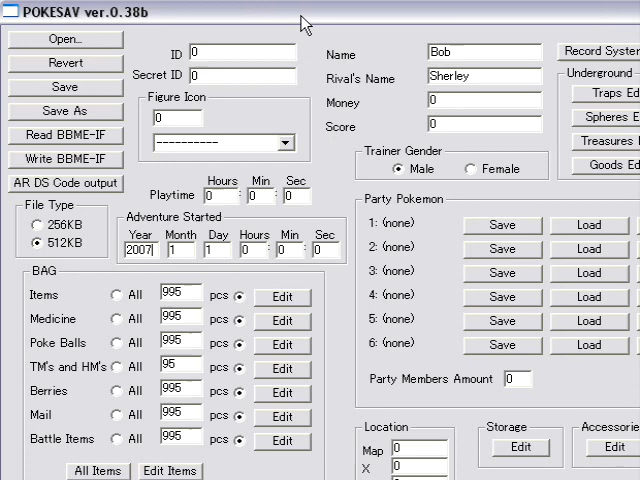 POKESAV ver.0.38b
Open...
Revert
Save
Save As
Read BBME-IF
Write BBME-IF
AR DS Code output
ID 0
Secret ID 0
Figure Icon
0
----------
Name Bob
Rival's Name Sherley
Money 0
Score 0
Trainer Gender
Male Female
Record System
Underground
Traps Ed
Spheres E
Treasures
Goods Ed
Hours Min Sec
Playtime 0 : 0 : 0
File Type
256KB
512KB
Adventure Started
Year Month Day Hours Min Sec
2007 1 1 0 : 0 : 0
BAG
Items All 995 pcs Edit
Medicine All 995 pcs Edit
Poke Balls All 995 pcs Edit
TM's and HM's All 95 pcs Edit
Berries All 995 pcs Edit
Mail All 995 pcs Edit
Battle Items All 995 pcs Edit
All Items Edit Items
Party Pokemon
1: (none) Save Load
2: (none) Save Load
3: (none) Save Load
4: (none) Save Load
5: (none) Save Load
6: (none) Save Load
Party Members Amount 0
Location
Map 0
X 0
Storage
Edit
Accessorie
Edit